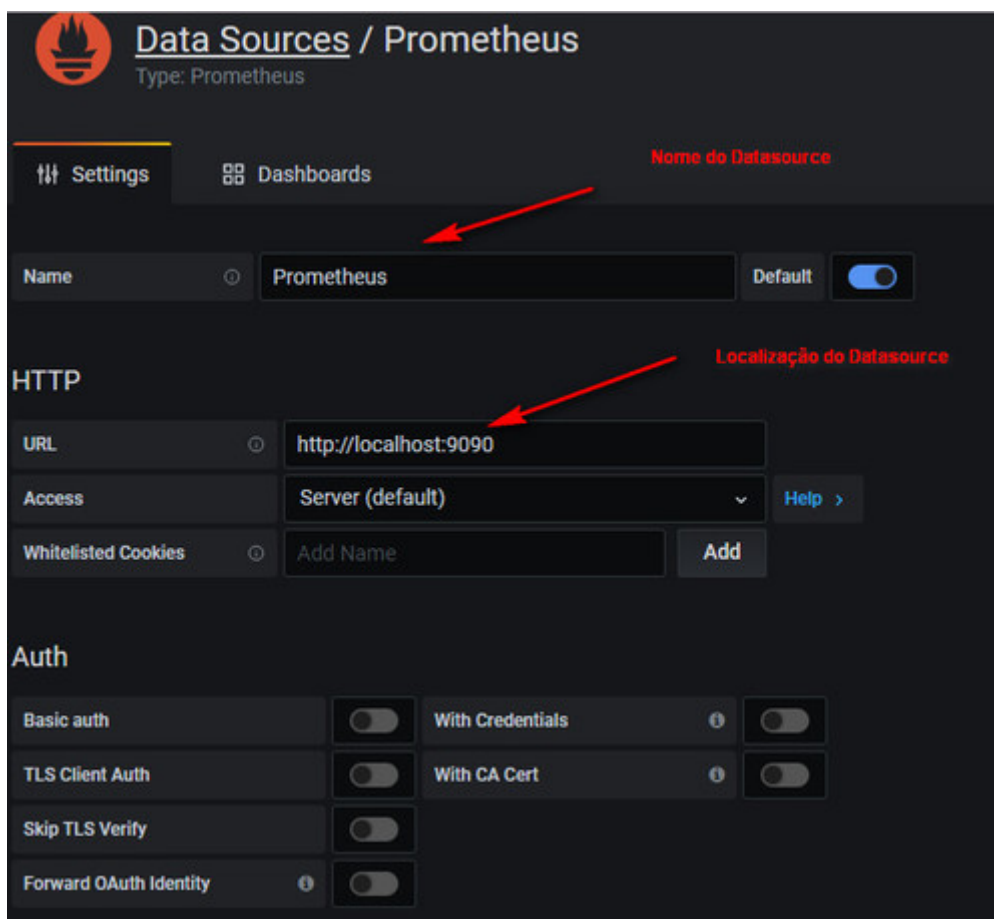 Data Sources / Prometheus
Type: Prometheus
Settings
Dashboards
Nome do Datasource
Name
Prometheus
Default
Localização do Datasource
HTTP
URL
http://localhost:9090
Access
Server (default)
Help >
Whitelisted Cookies
Add Name
Add
Auth
Basic auth
With Credentials
TLS Client Auth
With CA Cert
Skip TLS Verify
Forward OAuth Identity